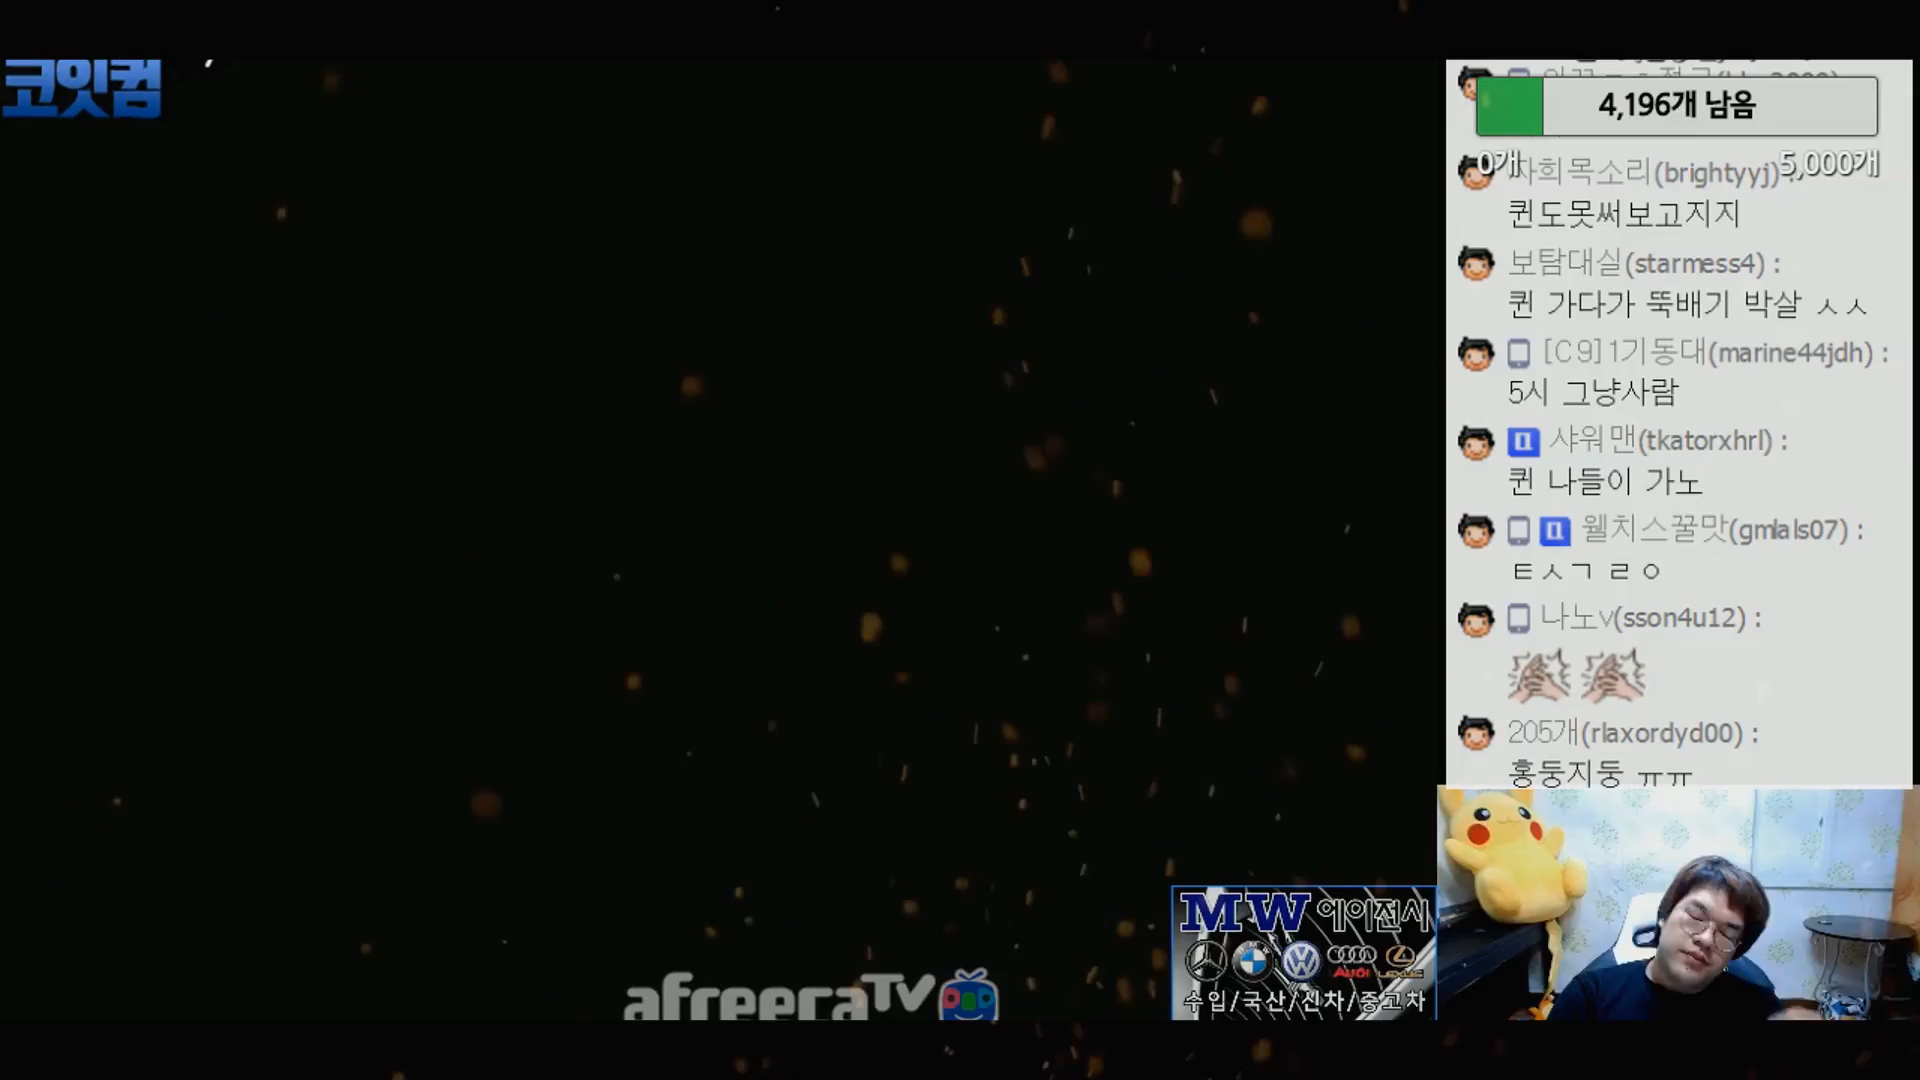 코잇컴
4,196개 남음
0개
5,000개
자희목소리(brightyyj) :
퀸도못써보고지지
보탐대실(starmess4) :
퀸 가다가 뚝배기 박살 ㅅㅅ
[C9]1기동대(marine44jdh) :
5시 그냥사람
샤워맨(tkatorxhrl) :
퀸 나들이 가노
웰치스꿀맛(gmlals07) :
ㅌㅅㄱ ㄹㅇ
나노v(sson4u12) :
205개(rlaxordyd00) :
홍둥지둥 ㅠㅠ
MW 에이전시
BMW
Audi LEXUS
수입/국산/신차/중고차
afreecaTV